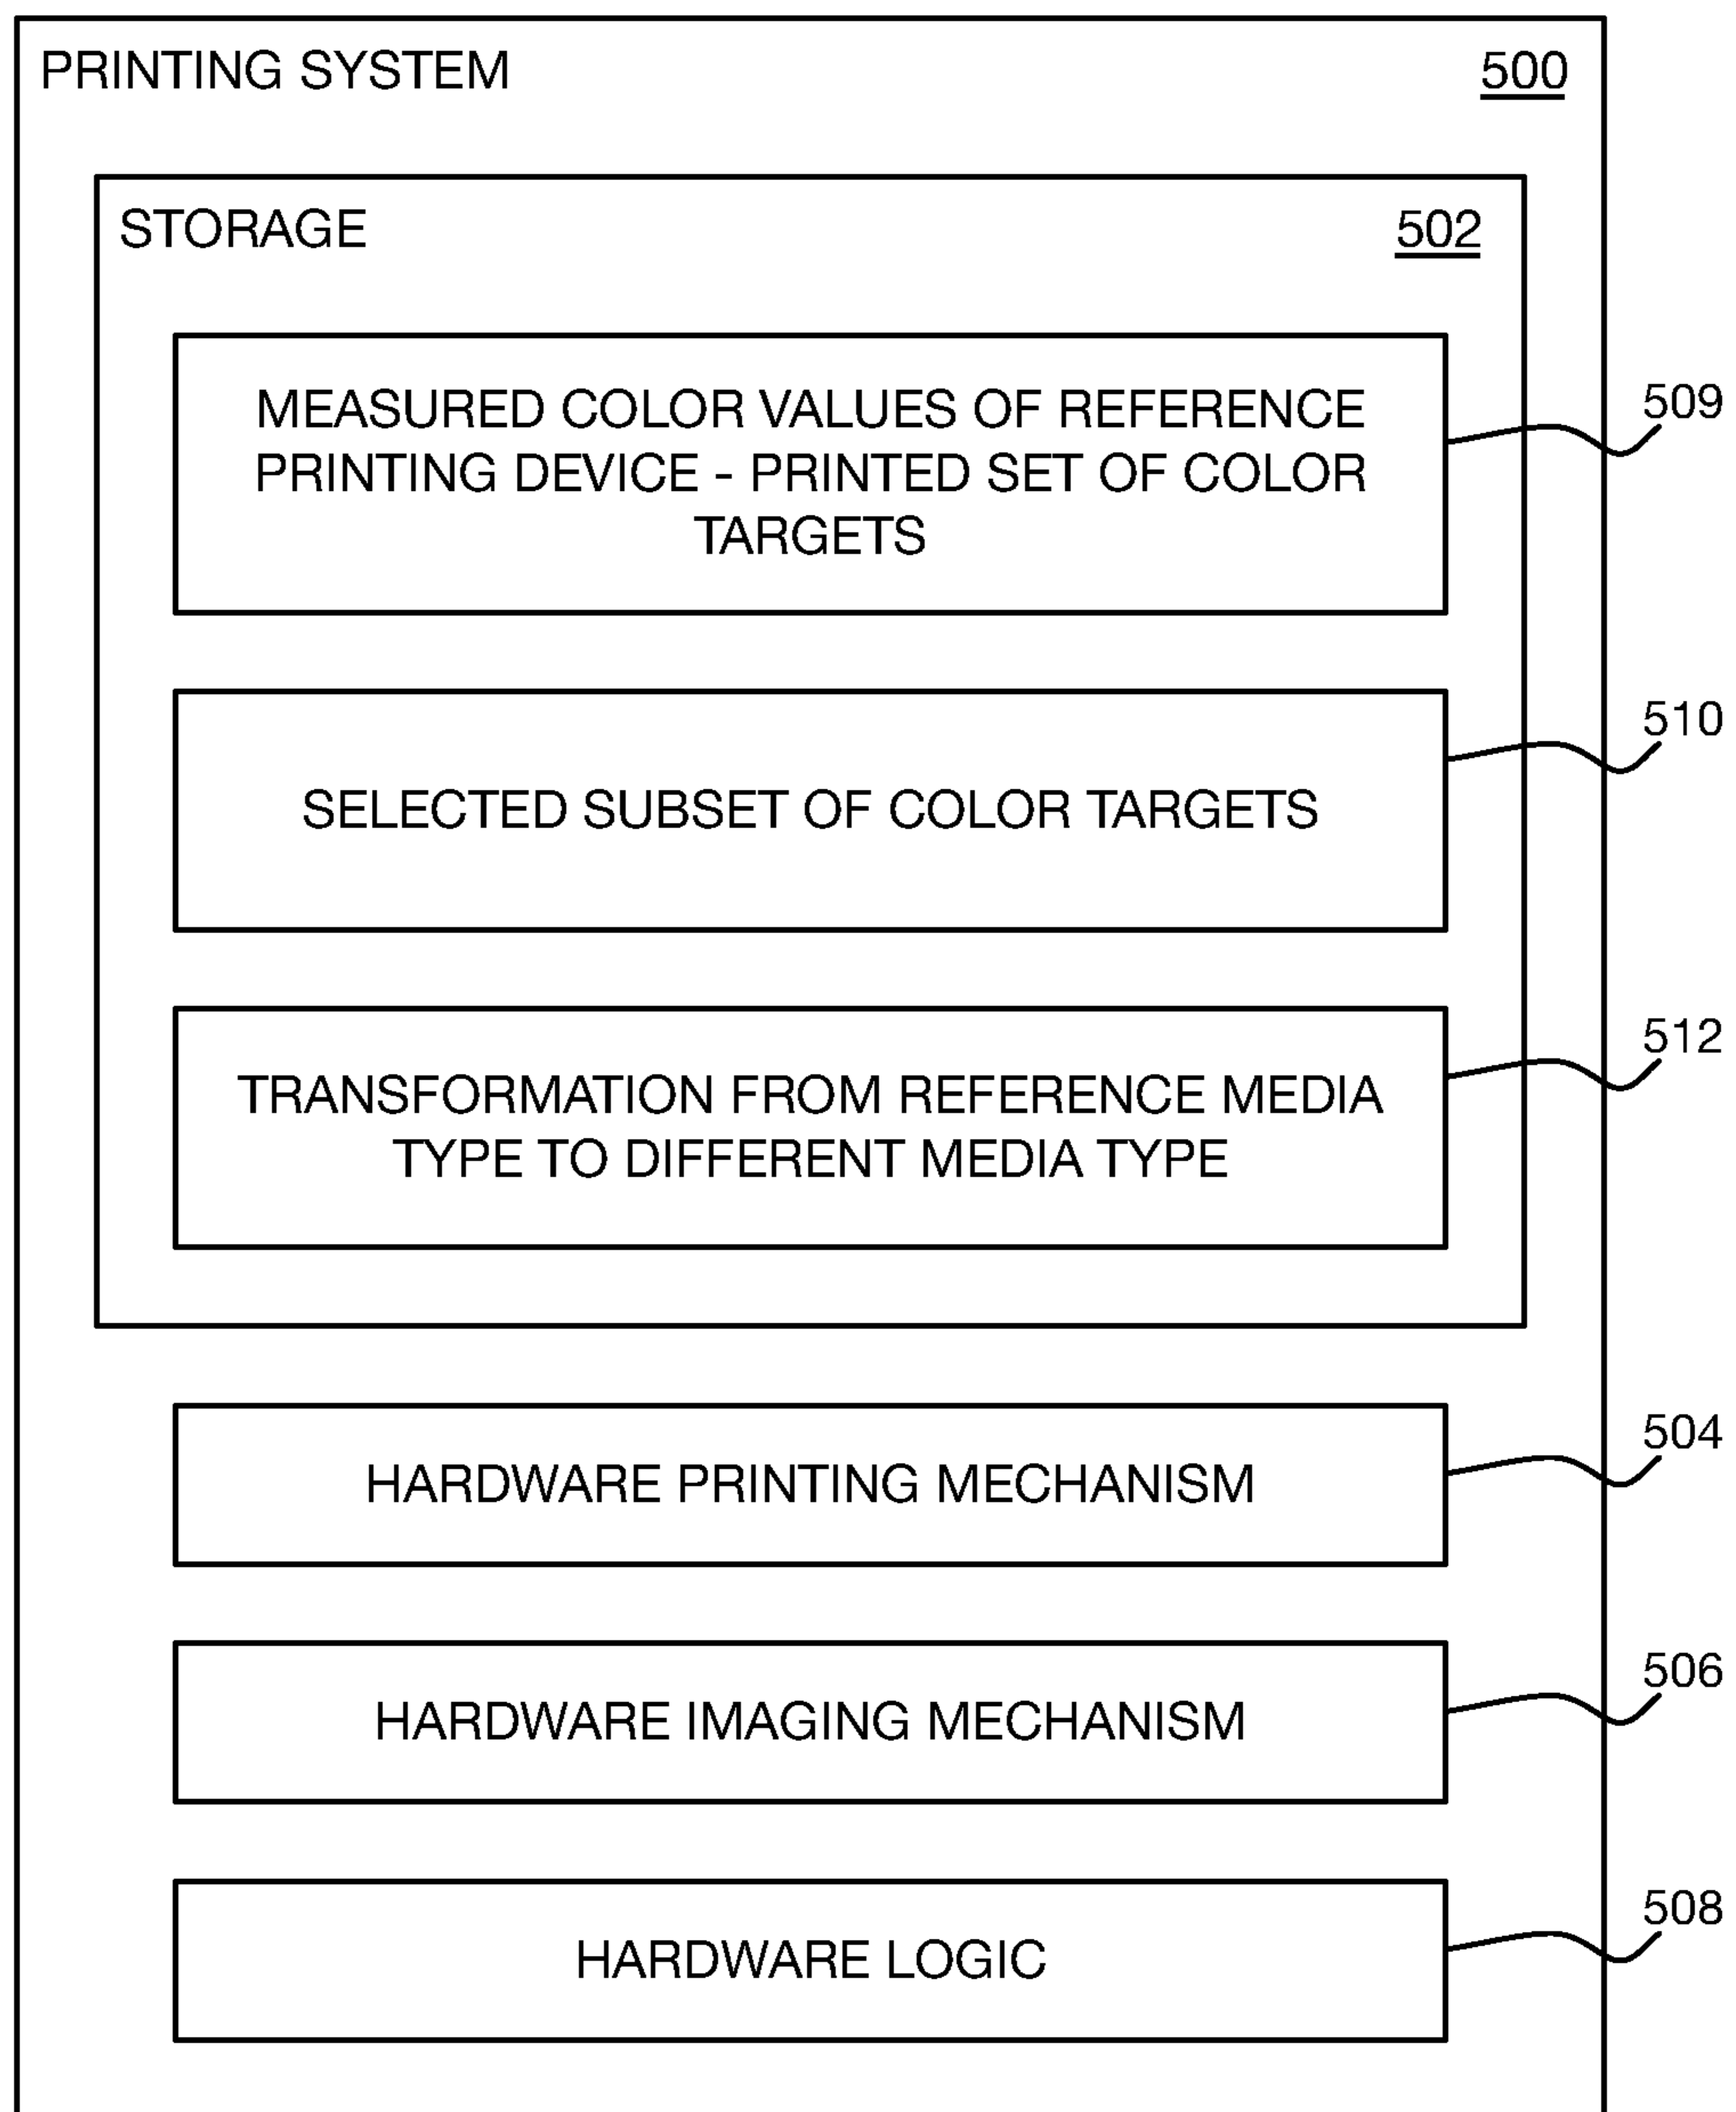 PRINTING SYSTEM 500
STORAGE 502
MEASURED COLOR VALUES OF REFERENCE
PRINTING DEVICE - PRINTED SET OF COLOR
TARGETS
509
SELECTED SUBSET OF COLOR TARGETS
510
TRANSFORMATION FROM REFERENCE MEDIA
TYPE TO DIFFERENT MEDIA TYPE
512
HARDWARE PRINTING MECHANISM
504
HARDWARE IMAGING MECHANISM
506
HARDWARE LOGIC
508